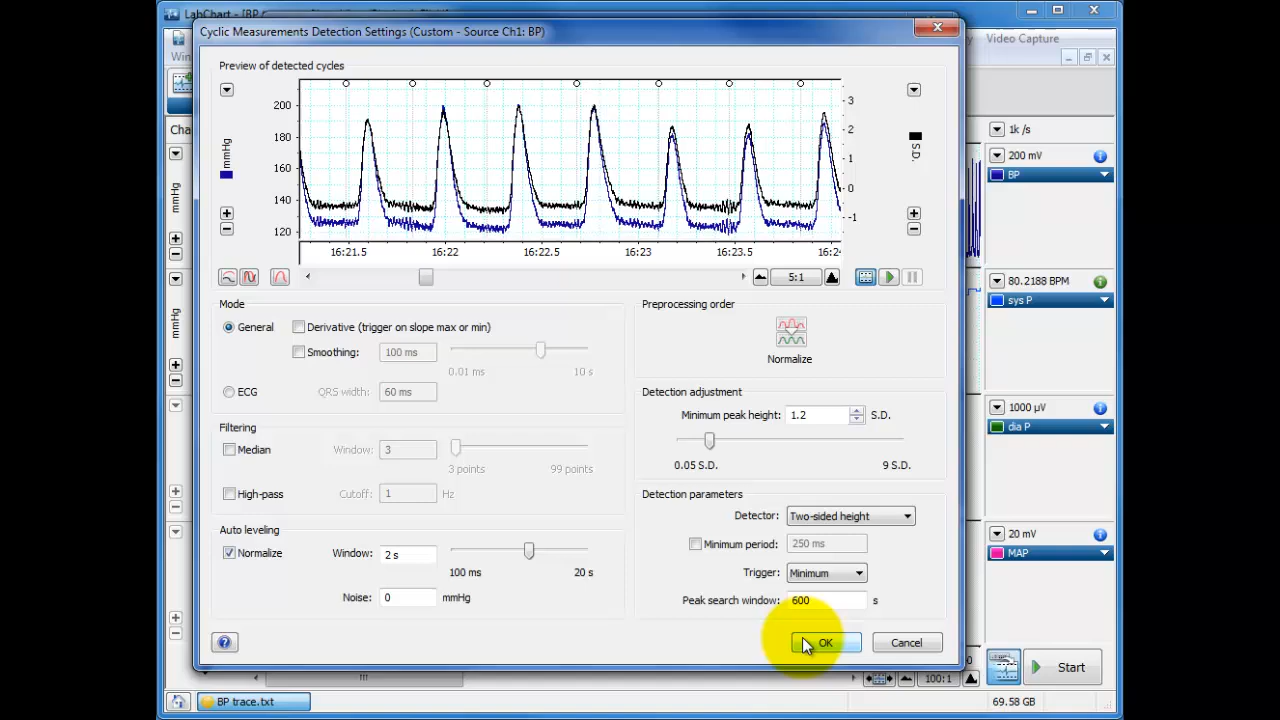 LabChart - [BP
Cyclic Measurements Detection Settings (Custom - Source Ch1: BP)
Win
Video Capture
Preview of detected cycles
200
180
160
140
120
mmHg
3
2
1
0
-1
S.D.
16:21.5
16:22
16:22.5
16:23
16:23.5
16:24
5:1
Mode
General
Derivative (trigger on slope max or min)
Smoothing:
100 ms
0.01 ms
10 s
ECG
QRS width:
60 ms
Filtering
Median
Window:
3
3 points
99 points
High-pass
Cutoff:
1
Hz
Auto leveling
Normalize
Window:
2 s
100 ms
20 s
Noise:
0
mmHg
Preprocessing order
Normalize
Detection adjustment
Minimum peak height:
1.2
S.D.
0.05 S.D.
9 S.D.
Detection parameters
Detector:
Two-sided height
Minimum period:
250 ms
Trigger:
Minimum
Peak search window:
600
s
OK
Cancel
Cha
mmHg
mmHg
1k /s
200 mV
BP
80.2188 BPM
sys P
1000 µV
dia P
20 mV
MAP
100:1
Start
BP trace.txt
69.58 GB